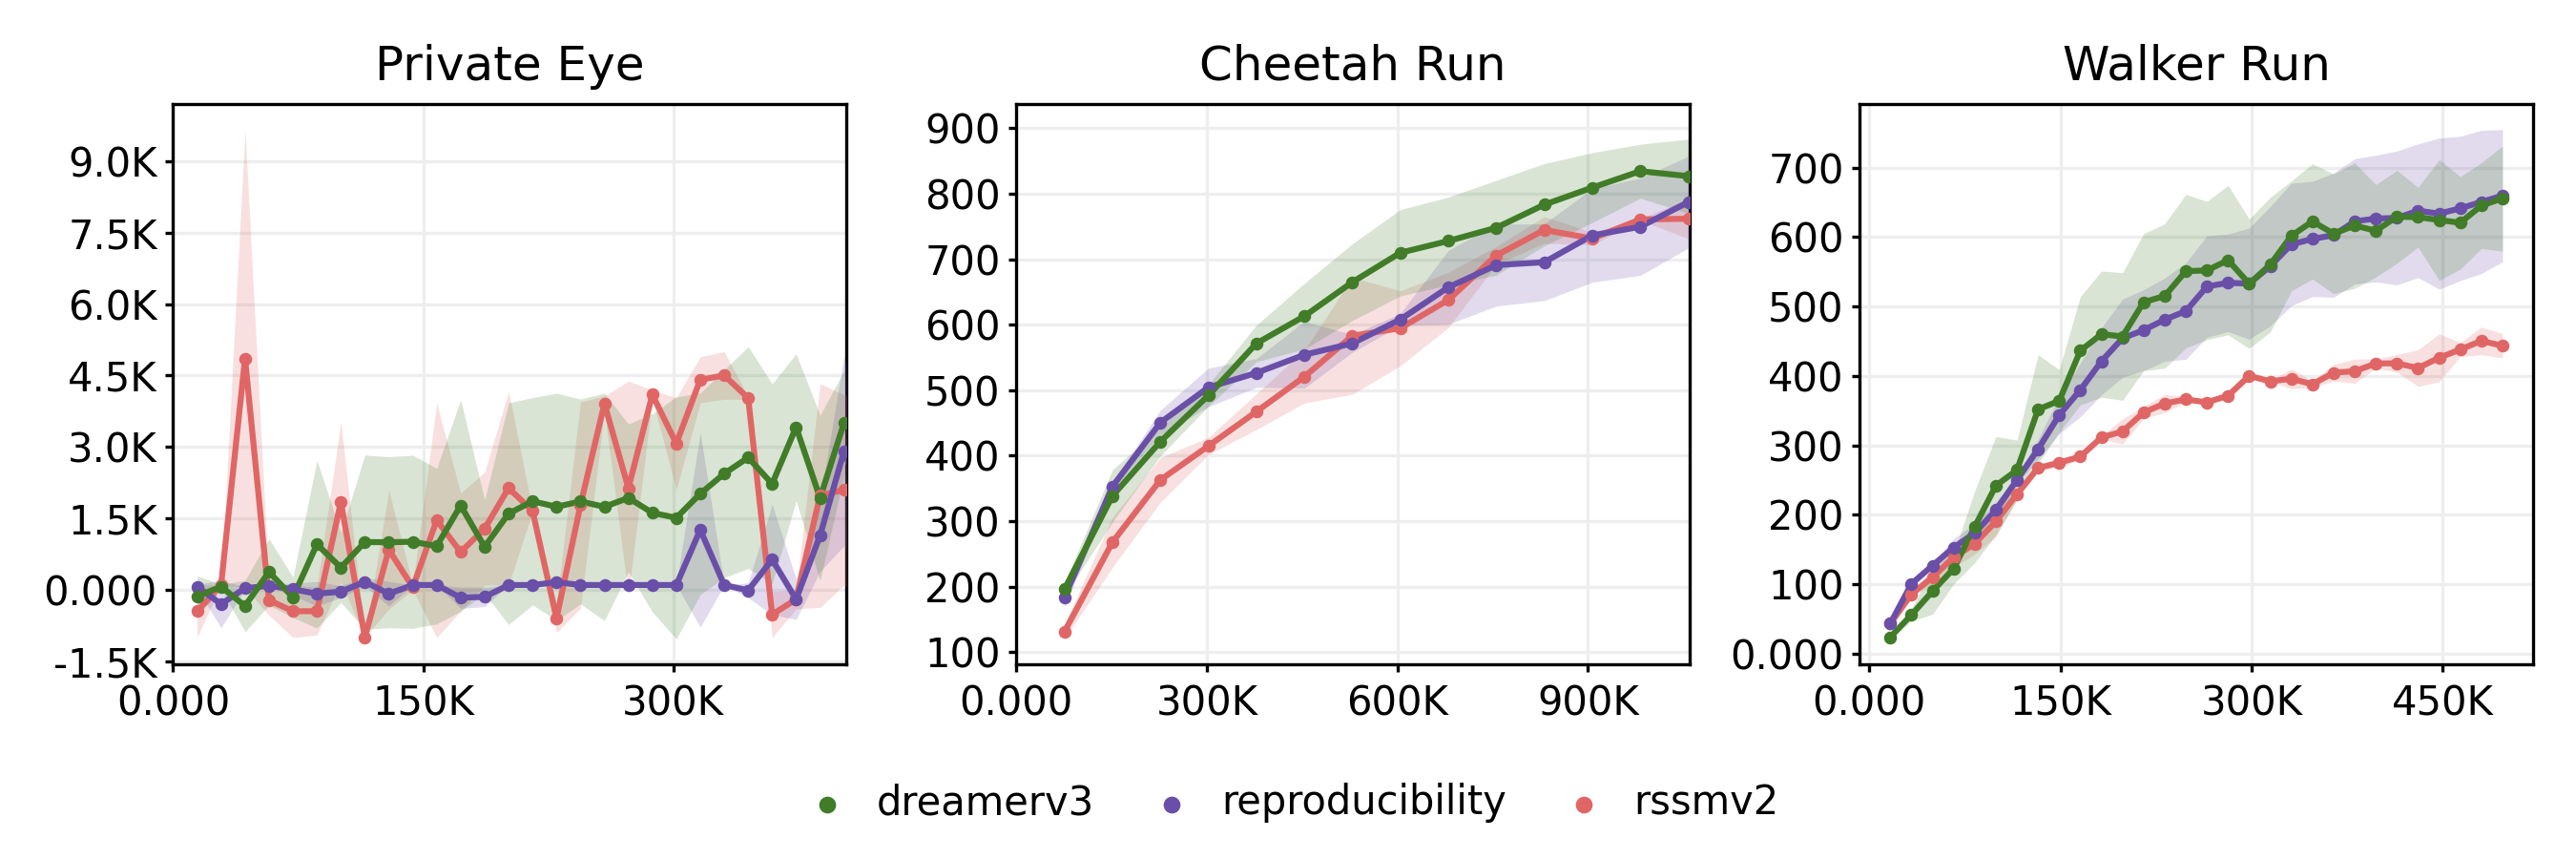 Private Eye
Cheetah Run
Walker Run
9.0K
7.5K
6.0K
4.5K
3.0K
1.5K
0.000
-1.5K
0.000 150K 300K
900
800
700
600
500
400
300
200
100
0.000 300K 600K 900K
700
600
500
400
300
200
100
0.000
0.000 150K 300K 450K
dreamerv3 reproducibility rssmv2